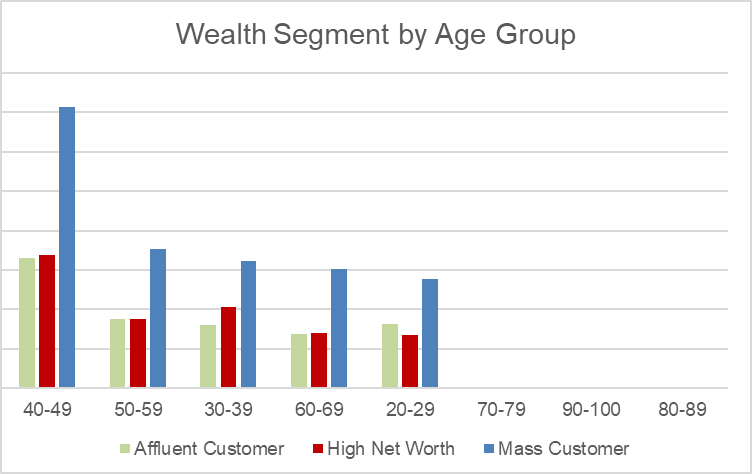 Wealth Segment by Age Group
40-49 50-59 30-39 60-69 20-29 70-79 90-100 80-89
Affluent Customer High Net Worth Mass Customer